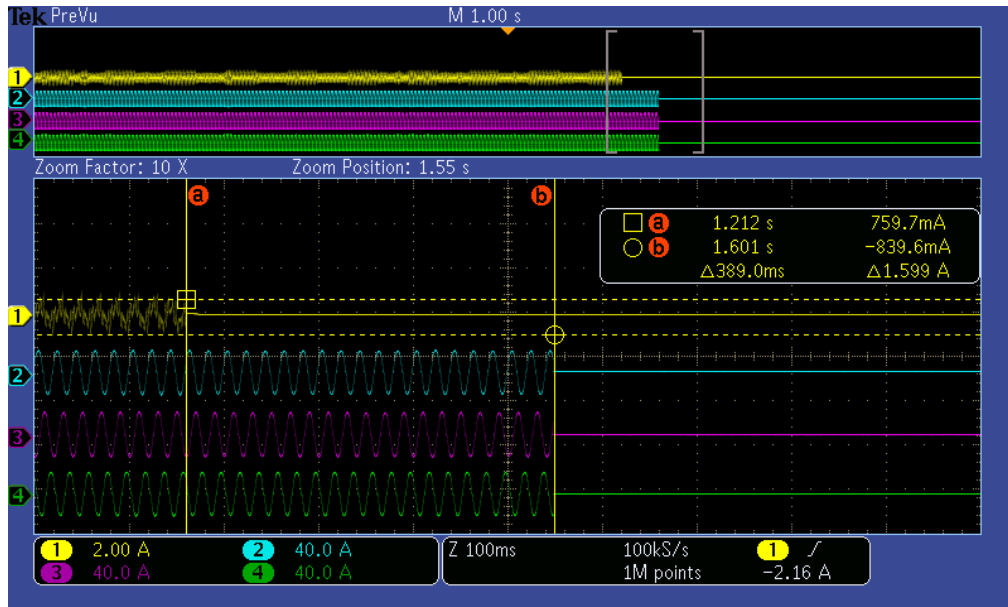 Tek PreVu M 1.00 s
1
2
3
4
Zoom Factor: 10 X Zoom Position: 1.55 s
a b
a 1.212 s 759.7mA
b 1.601 s −839.6mA
Δ389.0ms Δ1.599 A
1
2
3
4
1 2.00 A 2 40.0 A Z 100ms 100kS/s 1
3 40.0 A 4 40.0 A 1M points −2.16 A